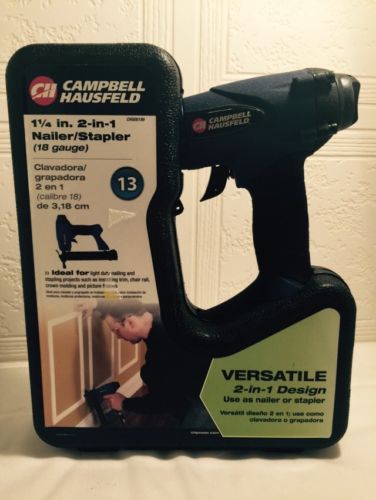 CH CAMPBELL
HAUSFELD
1¼ in. 2-in-1
Nailer/Stapler
(18 gauge)
Clavadora/
grapadora
2 en 1
(calibre 18)
de 3,18 cm
13
CAMPBELL
HAUSFELD
Ideal for light duty nailing and
stapling projects such as installing trim, chair rail,
crown molding and picture frames
VERSATILE
2-in-1 Design
Use as nailer or stapler
Versátil diseño 2 en 1; use como
clavadora o grapadora